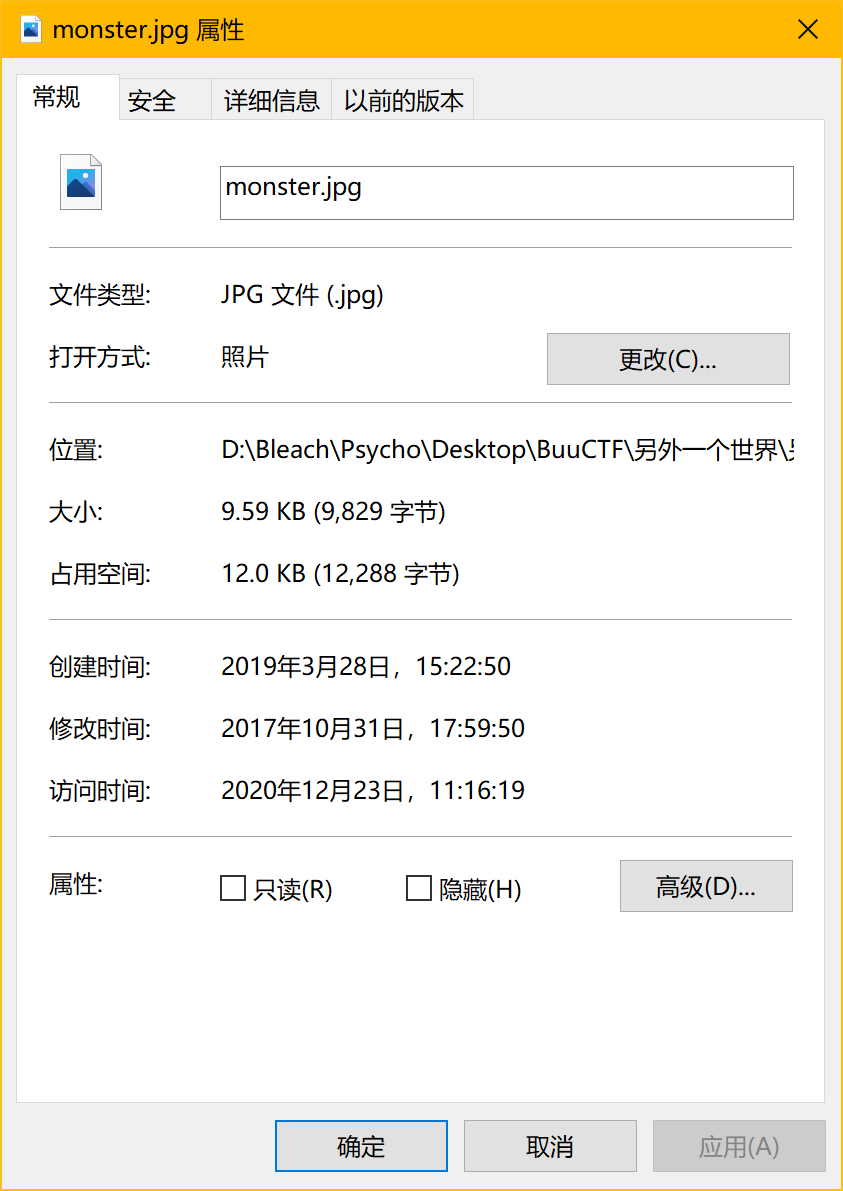 monster.jpg 属性
常规 安全 详细信息 以前的版本
monster.jpg
文件类型: JPG 文件 (.jpg)
打开方式: 照片 更改(C)...
位置: D:\Bleach\Psycho\Desktop\BuuCTF\另外一个世界\
大小: 9.59 KB (9,829 字节)
占用空间: 12.0 KB (12,288 字节)
创建时间: 2019年3月28日，15:22:50
修改时间: 2017年10月31日，17:59:50
访问时间: 2020年12月23日，11:16:19
属性: 只读(R) 隐藏(H) 高级(D)...
确定 取消 应用(A)